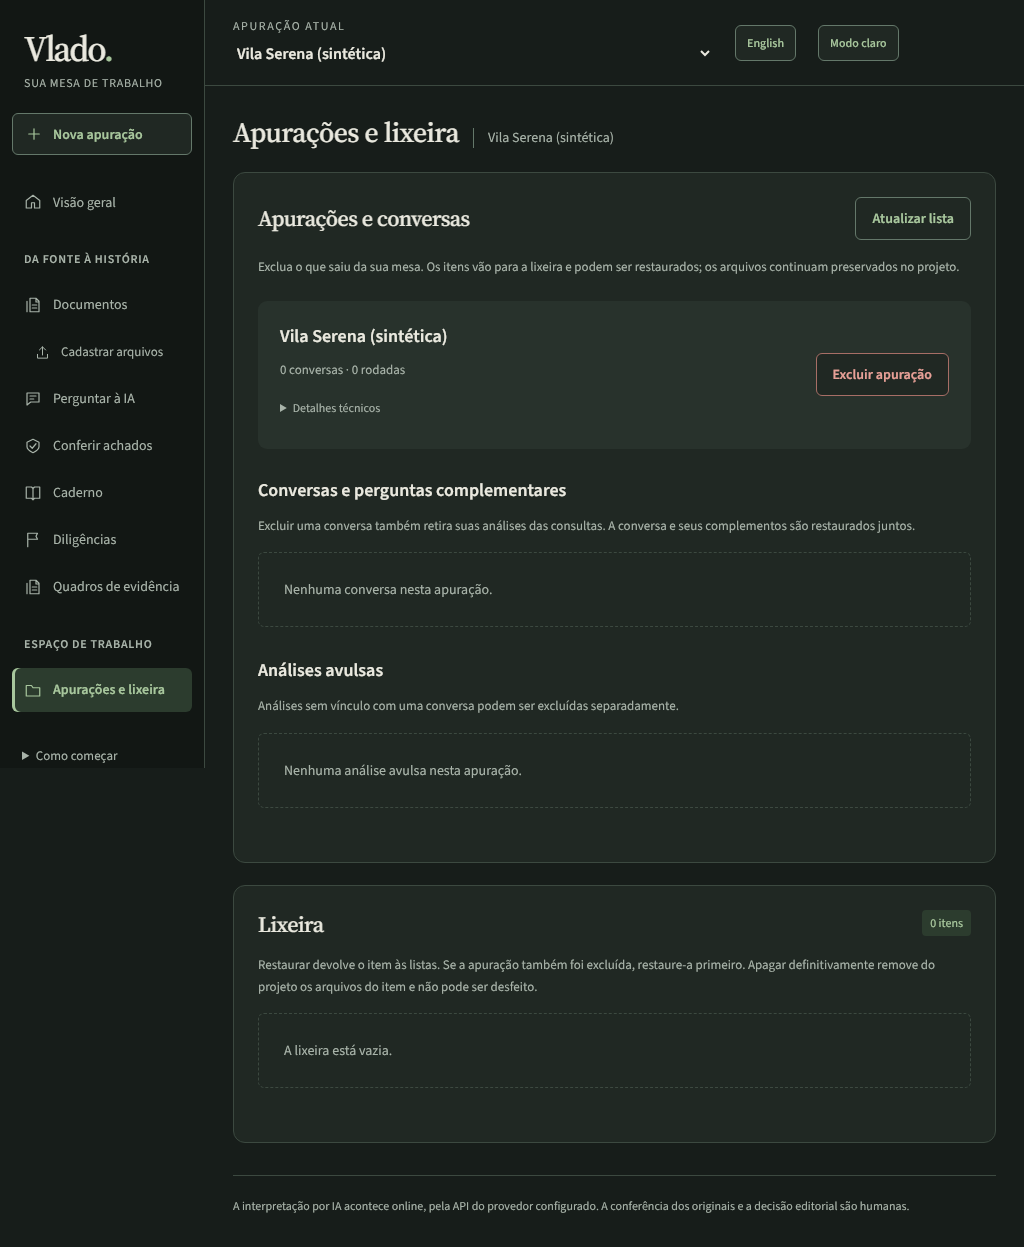 Vlado.
SUA MESA DE TRABALHO
Nova apuração
Visão geral
DA FONTE À HISTÓRIA
Documentos
Cadastrar arquivos
Perguntar à IA
Conferir achados
Caderno
Diligências
Quadros de evidência
ESPAÇO DE TRABALHO
Apurações e lixeira
Como começar
APURAÇÃO ATUAL
Vila Serena (sintética)
English
Modo claro
Apurações e lixeira
Vila Serena (sintética)
Apurações e conversas
Atualizar lista
Exclua o que saiu da sua mesa. Os itens vão para a lixeira e podem ser restaurados; os arquivos continuam preservados no projeto.
Vila Serena (sintética)
0 conversas · 0 rodadas
Detalhes técnicos
Excluir apuração
Conversas e perguntas complementares
Excluir uma conversa também retira suas análises das consultas. A conversa e seus complementos são restaurados juntos.
Nenhuma conversa nesta apuração.
Análises avulsas
Análises sem vínculo com uma conversa podem ser excluídas separadamente.
Nenhuma análise avulsa nesta apuração.
Lixeira
0 itens
Restaurar devolve o item às listas. Se a apuração também foi excluída, restaure-a primeiro. Apagar definitivamente remove do
projeto os arquivos do item e não pode ser desfeito.
A lixeira está vazia.
A interpretação por IA acontece online, pela API do provedor configurado. A conferência dos originais e a decisão editorial são humanas.